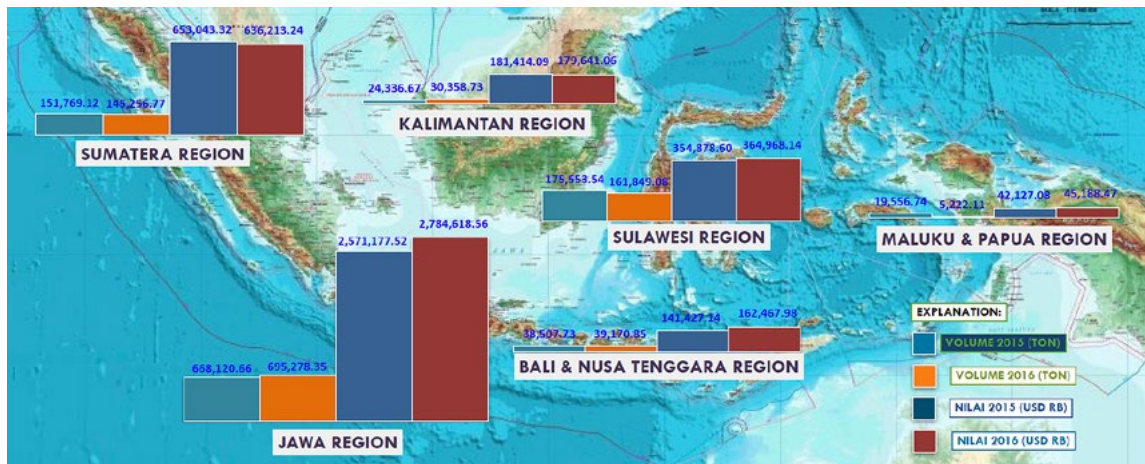 653,043.32
636,213.24
151,769.12
145,256.77
SUMATERA REGION
181,414.09
179,641.06
24,336.67
30,358.73
KALIMANTAN REGION
354,878.60
364,968.14
175,553.54
161,849.08
SULAWESI REGION
42,127.08
45,188.47
19,556.74
5,222.11
MALUKU & PAPUA REGION
2,784,618.56
2,571,177.52
668,120.66
695,278.35
JAWA REGION
162,467.98
141,427.14
38,507.73
39,170.85
BALI & NUSA TENGGARA REGION
EXPLANATION:
VOLUME 2015 (TON)
VOLUME 2016 (TON)
NILAI 2015 (USD RB)
NILAI 2016 (USD RB)